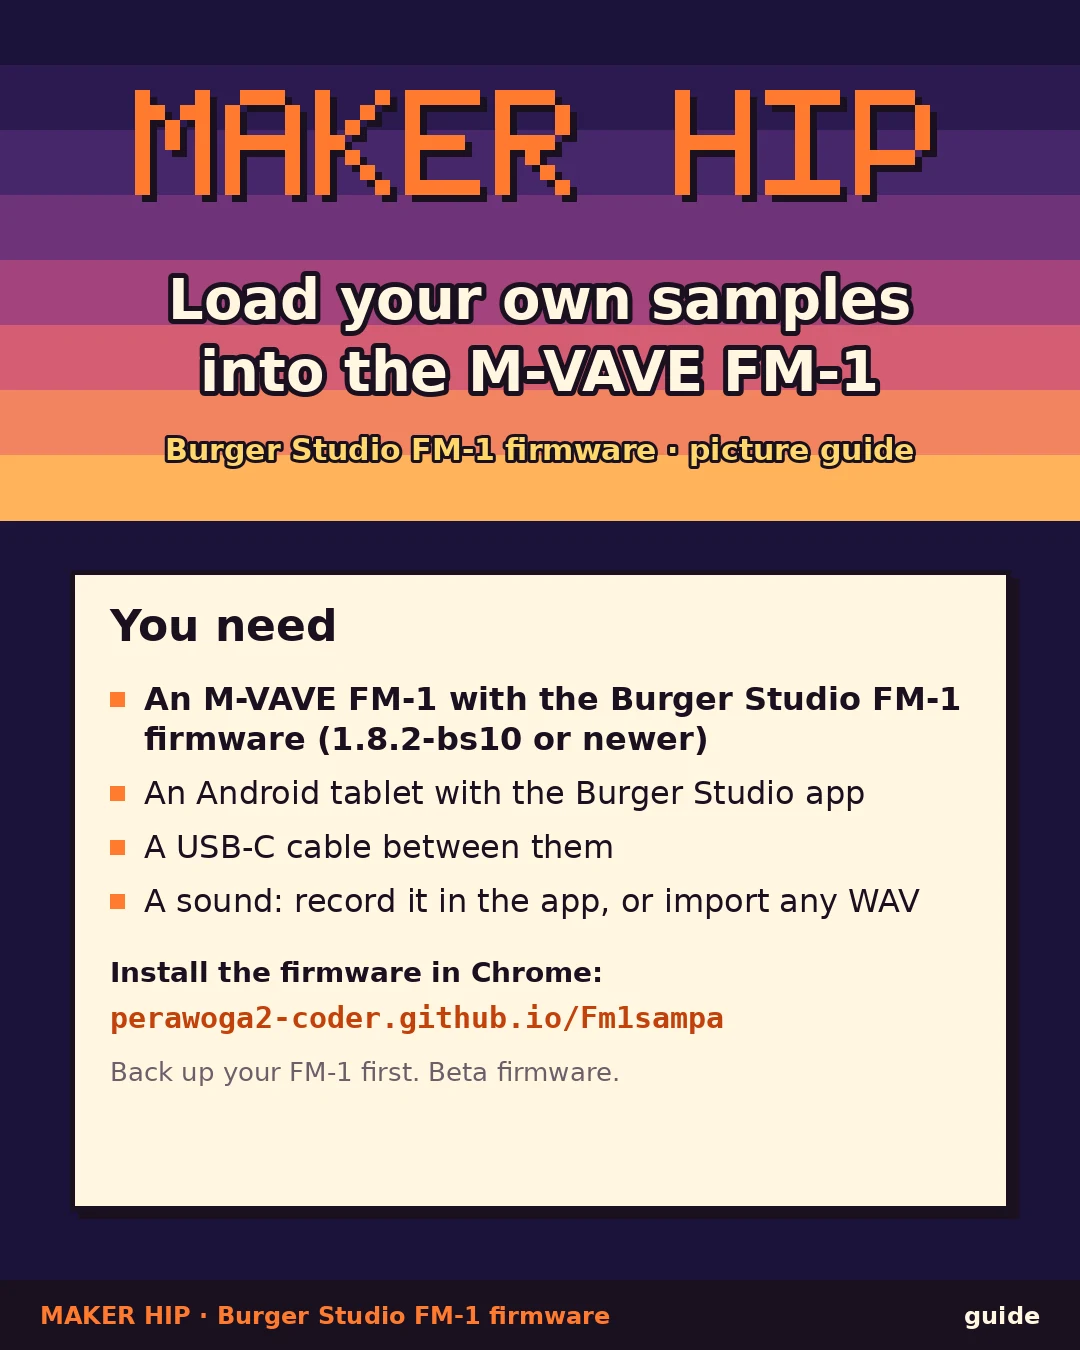 MAKER HIP
Load your own samples
into the M-VAVE FM-1
Burger Studio FM-1 firmware · picture guide
You need
An M-VAVE FM-1 with the Burger Studio FM-1
firmware (1.8.2-bs10 or newer)
An Android tablet with the Burger Studio app
A USB-C cable between them
A sound: record it in the app, or import any WAV
Install the firmware in Chrome:
perawoga2-coder.github.io/Fm1sampa
Back up your FM-1 first. Beta firmware.
MAKER HIP · Burger Studio FM-1 firmware
guide